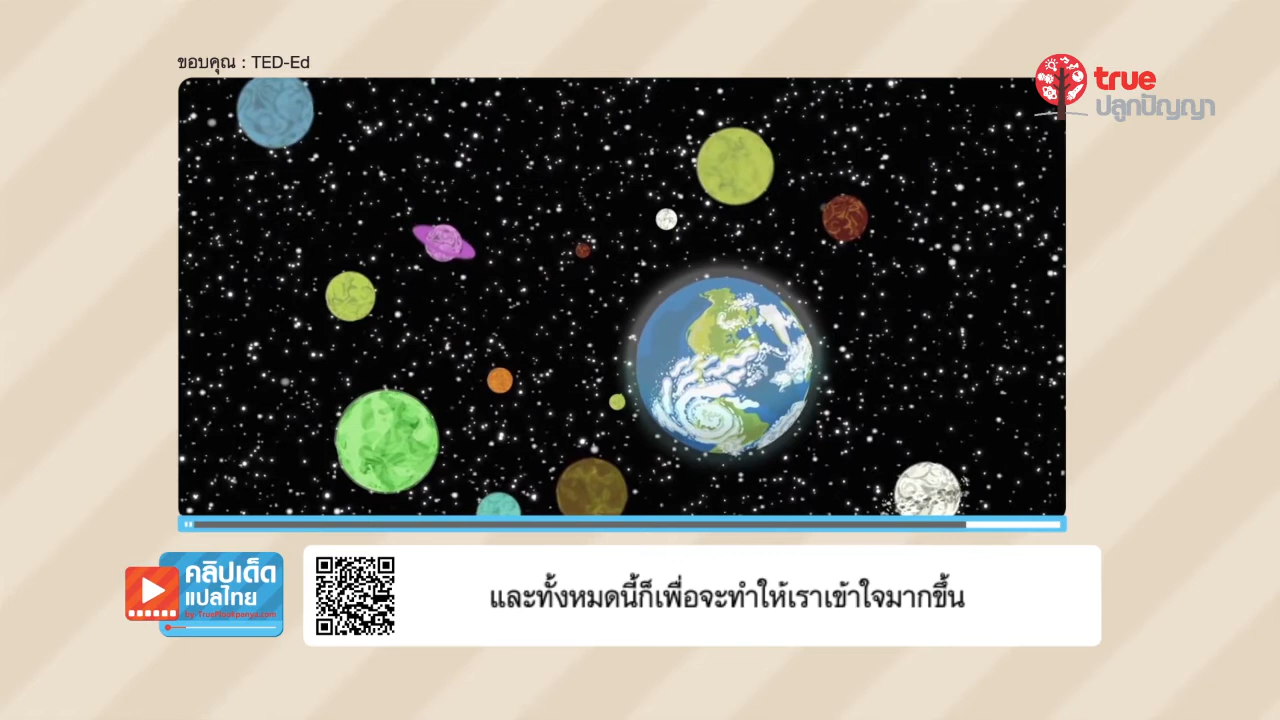 ขอบคุณ : TED-Ed
true
ปลูกปัญญา
คลิปเด็ด
แปลไทย
by TruePlookpanya.com
และทั้งหมดนี้ก็เพื่อจะทำให้เราเข้าใจมากขึ้น